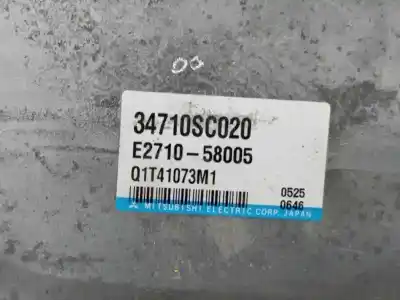 34710SC020
E2710-58005
Q1T41073M1
0525
0646
MITSUBISHI ELECTRIC CORP. JAPAN